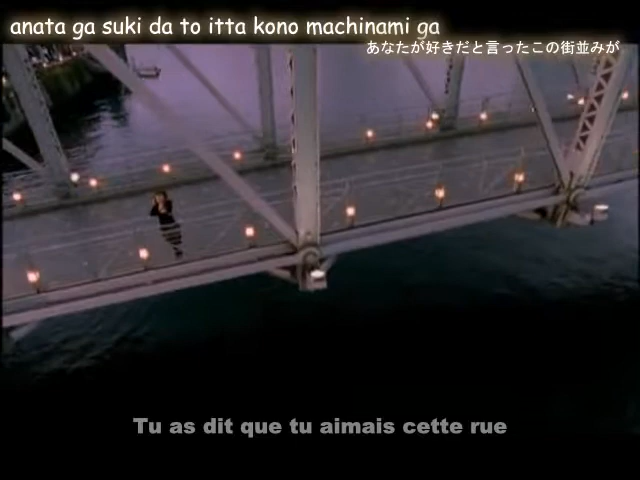 anata ga suki da to itta kono machinami ga
あなたが好きだと言ったこの街並みが
Tu as dit que tu aimais cette rue